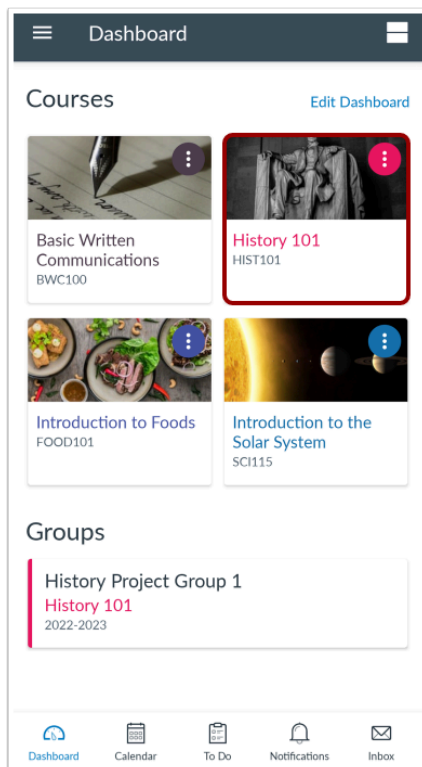 Dashboard
Courses
Edit Dashboard
Basic Written
Communications
BWC100
History 101
HIST101
Introduction to Foods
FOOD101
Introduction to the
Solar System
SCI115
Groups
History Project Group 1
History 101
2022-2023
Dashboard
Calendar
To Do
Notifications
Inbox